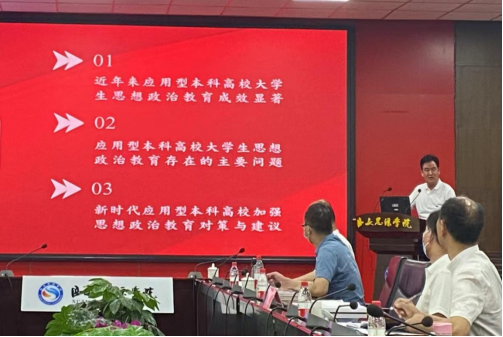 01
近年来应用型本科高校大学
生思想政治教育成效显著
02
应用型本科高校大学生思想
政治教育存在的主要问题
03
新时代应用型本科高校加强
思想政治教育对策与建议
学院